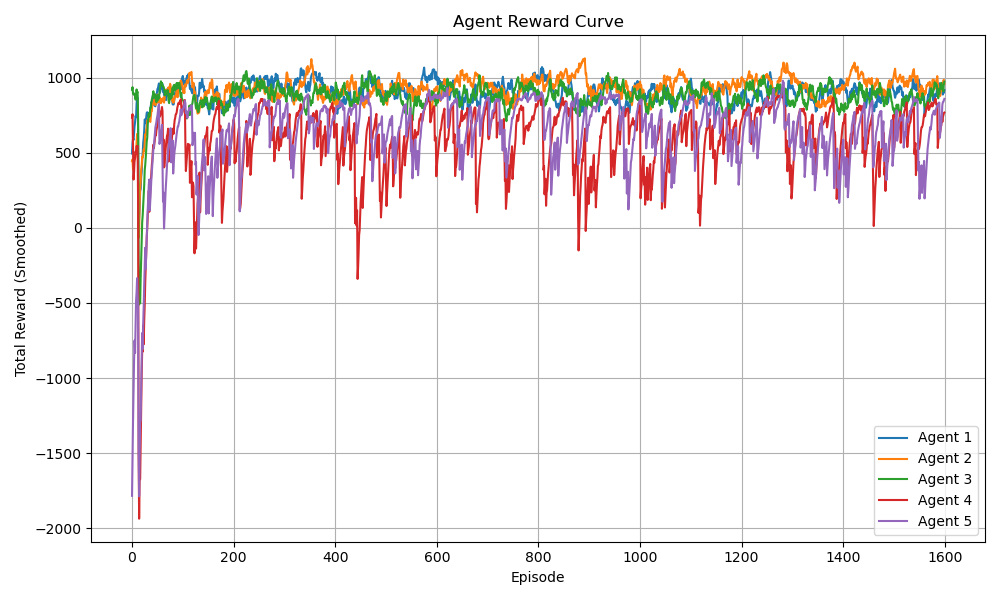 Agent Reward Curve
Total Reward (Smoothed)
1000
500
0
−500
−1000
−1500
−2000
0 200 400 600 800 1000 1200 1400 1600
Episode
Agent 1
Agent 2
Agent 3
Agent 4
Agent 5